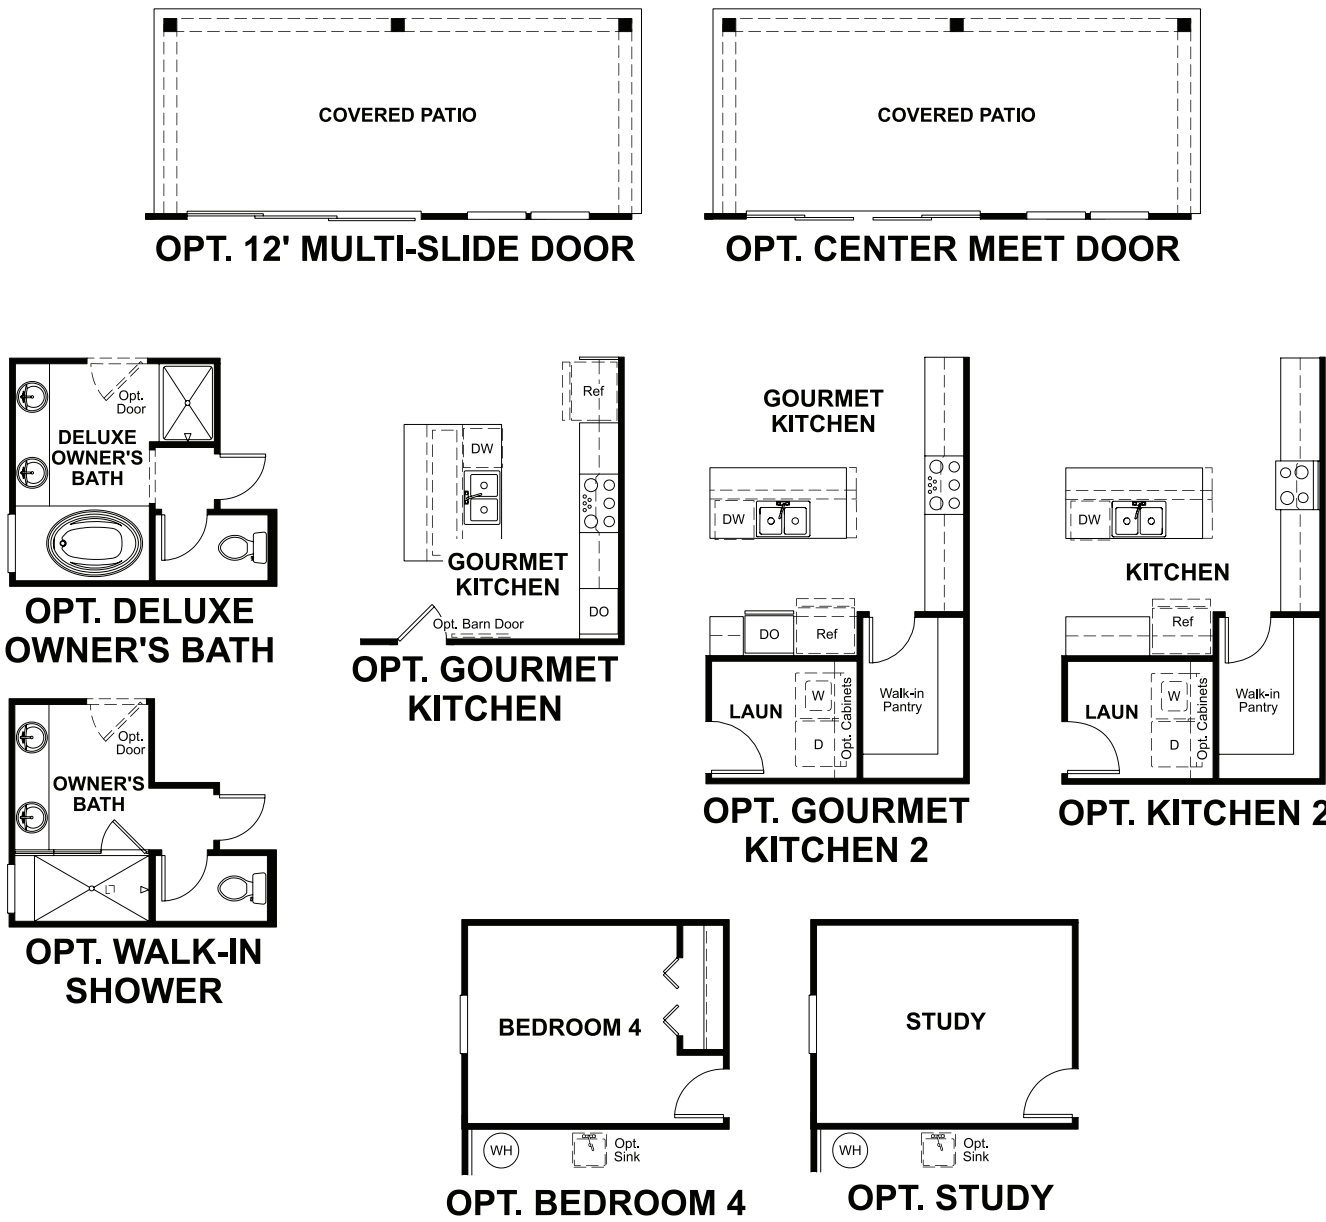 COVERED PATIO
OPT. 12' MULTI-SLIDE DOOR
COVERED PATIO
OPT. CENTER MEET DOOR
Opt.
Door
DELUXE
OWNER'S
BATH
OPT. DELUXE
OWNER'S BATH
Ref
DW
GOURMET
KITCHEN
DO
Opt. Barn Door
OPT. GOURMET
KITCHEN
GOURMET
KITCHEN
DW
DO
Ref
LAUN
W
D
Opt. Cabinets
Walk-in
Pantry
OPT. GOURMET
KITCHEN 2
DW
KITCHEN
Ref
LAUN
W
D
Opt. Cabinets
Walk-in
Pantry
OPT. KITCHEN 2
Opt.
Door
OWNER'S
BATH
OPT. WALK-IN
SHOWER
BEDROOM 4
WH
Opt.
Sink
OPT. BEDROOM 4
STUDY
WH
Opt.
Sink
OPT. STUDY